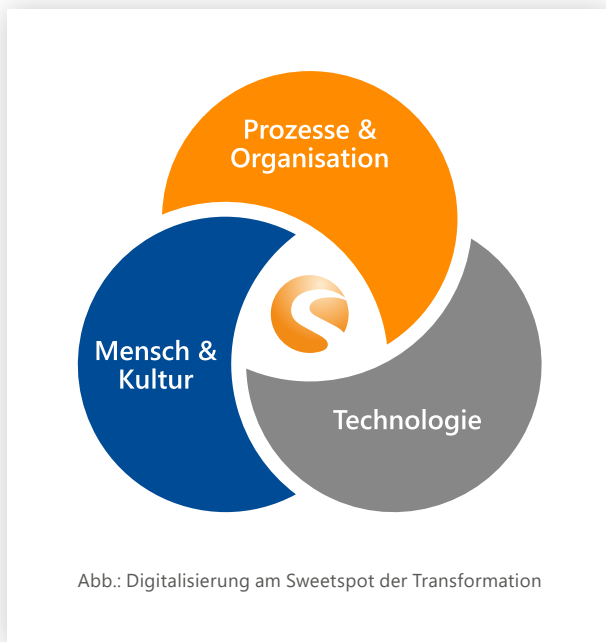 Prozesse &
Organisation
Mensch &
Kultur
Technologie
Abb.: Digitalisierung am Sweetspot der Transformation